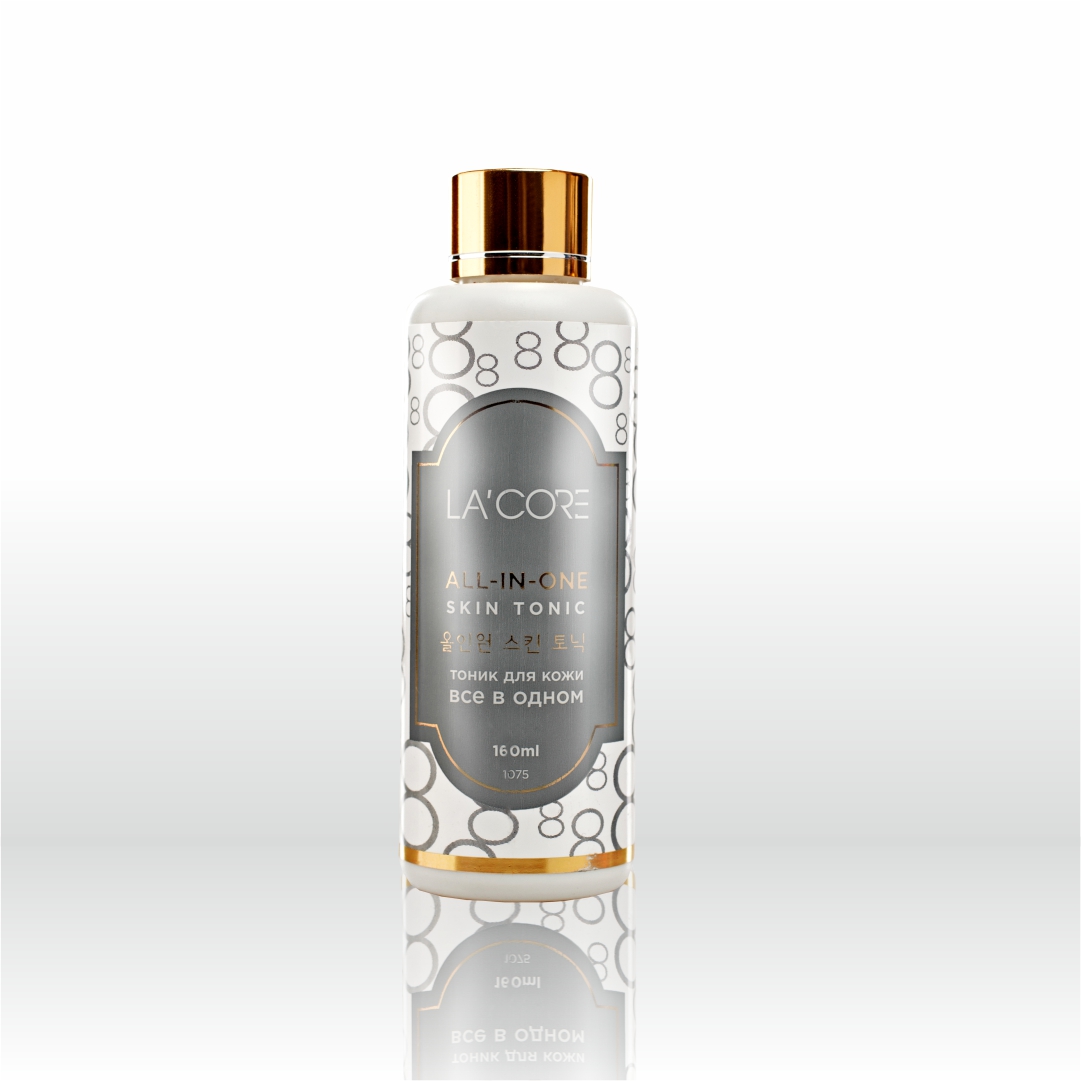 LA'CORE
ALL-IN-ONE
SKIN TONIC
올인원 스킨 토닉
тоник для кожи
все в одном
160ml
1075